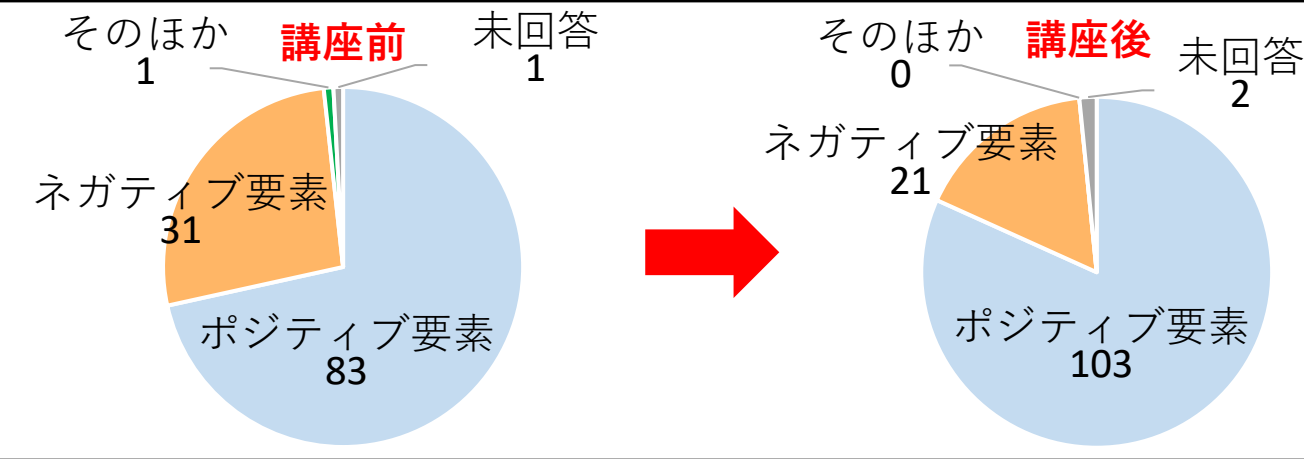 講座前
そのほか
1
未回答
1
ネガティブ要素
31
ポジティブ要素
83
講座後
そのほか
0
未回答
2
ネガティブ要素
21
ポジティブ要素
103